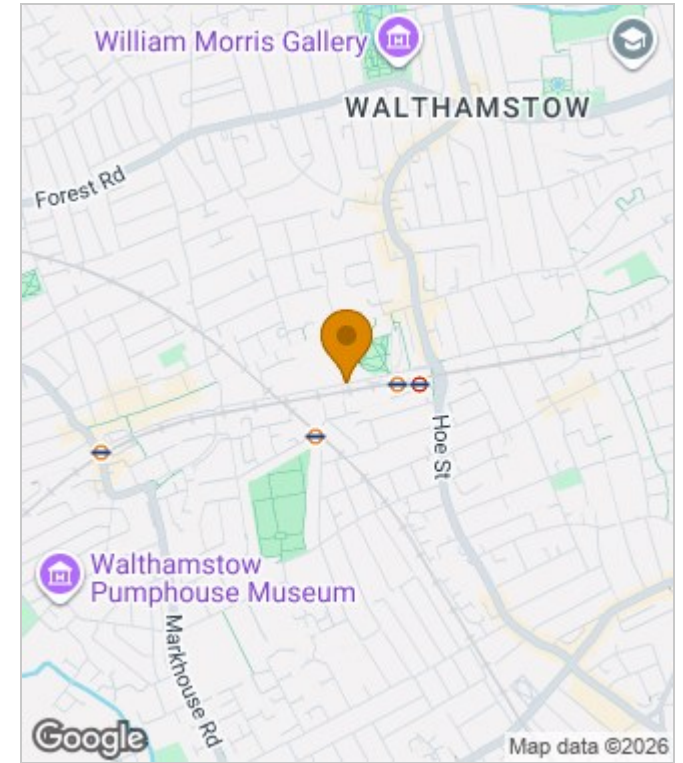 William Morris Gallery
WALTHAMSTOW
Forest Rd
Hoe St
Walthamstow
Pumphouse Museum
Markhouse Rd
Google
Map data ©2026